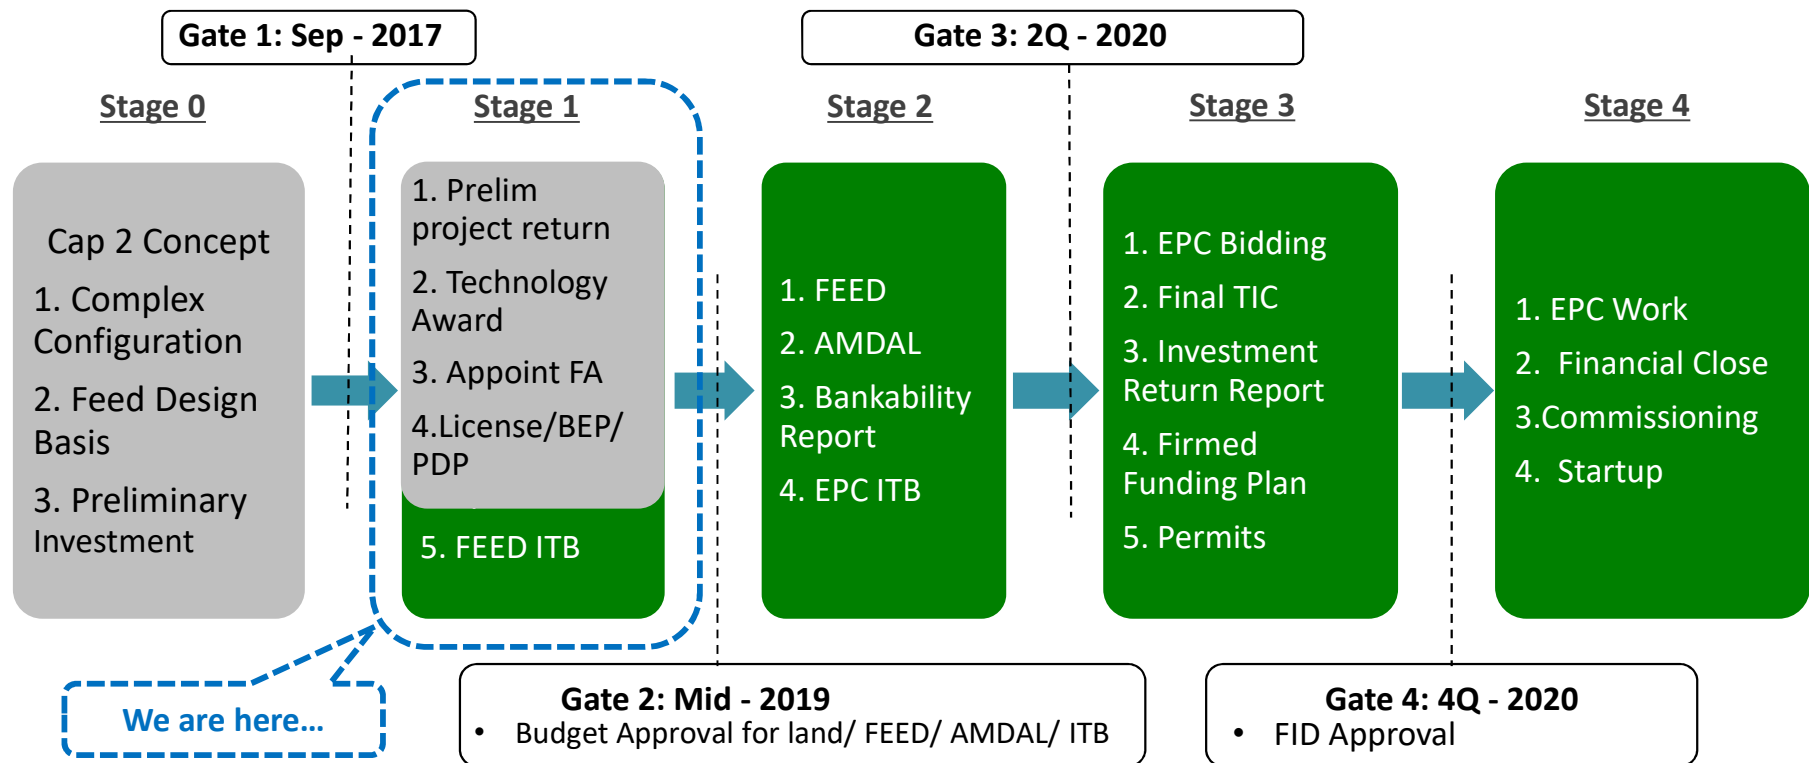 Gate 1: Sep - 2017
Gate 3: 2Q - 2020
Stage 0
Stage 1
Stage 2
Stage 3
Stage 4
Cap 2 Concept
1. Complex
Configuration
2. Feed Design
Basis
3. Preliminary
Investment
1. Prelim
project return
2. Technology
Award
3. Appoint FA
4.License/BEP/
PDP
5. FEED ITB
1. FEED
2. AMDAL
3. Bankability
Report
4. EPC ITB
1. EPC Bidding
2. Final TIC
3. Investment
Return Report
4. Firmed
Funding Plan
5. Permits
1. EPC Work
2. Financial Close
3.Commissioning
4. Startup
We are here...
Gate 2: Mid - 2019
• Budget Approval for land/ FEED/ AMDAL/ ITB
Gate 4: 4Q - 2020
• FID Approval